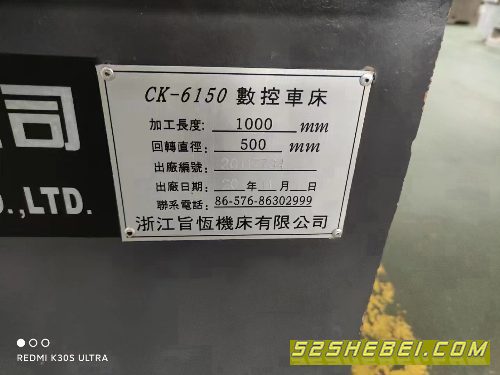 司
.,LTD.
CK-6150 數控車床
加工長度: 1000 mm
回轉直徑: 500 mm
出廠編號:
出廠日期: 年 月 日
聯系電話: 86-576-86302999
浙江旨恆機床有限公司
REDMI K30S ULTRA
52SHEBEI.COM